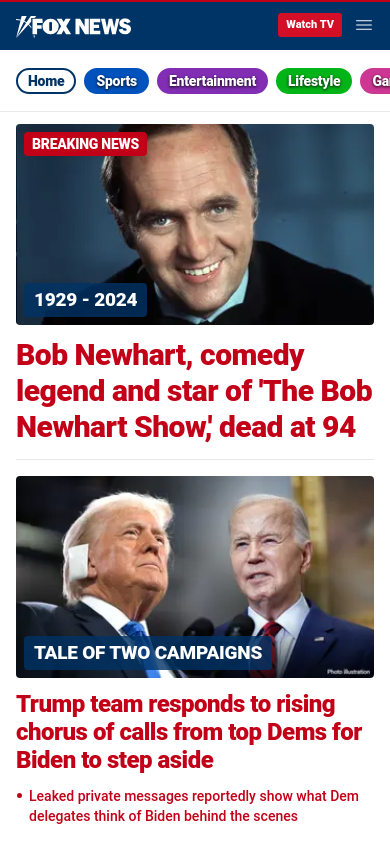 FOX NEWS
Watch TV
Home
Sports
Entertainment
Lifestyle
Ga
BREAKING NEWS
1929 - 2024
Bob Newhart, comedy
legend and star of 'The Bob
Newhart Show,' dead at 94
TALE OF TWO CAMPAIGNS
Photo Illustration
Trump team responds to rising
chorus of calls from top Dems for
Biden to step aside
• Leaked private messages reportedly show what Dem
delegates think of Biden behind the scenes